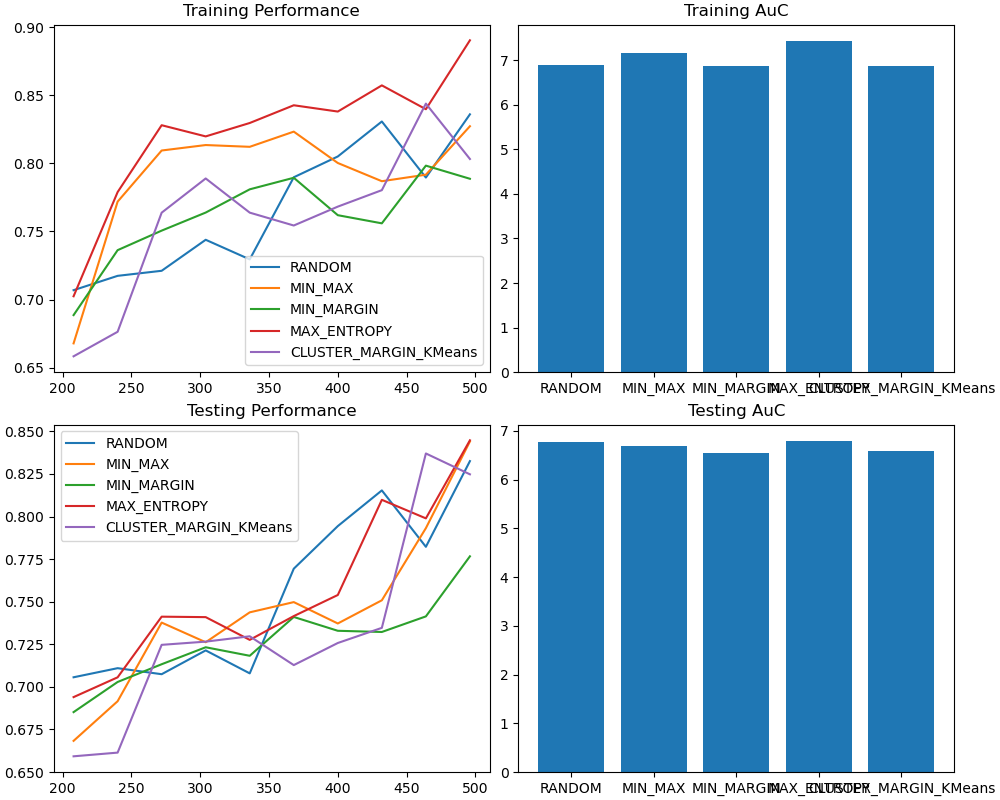 Training Performance
0.90
0.85
0.80
0.75
0.70
0.65
RANDOM
MIN_MAX
MIN_MARGIN
MAX_ENTROPY
CLUSTER_MARGIN_KMeans
200 250 300 350 400 450 500
Training AuC
7
6
5
4
3
2
1
0
RANDOM MIN_MAX MIN_MARGIN MAX_ENTROPY CLUSTER_MARGIN_KMeans
Testing Performance
0.850
0.825
0.800
0.775
0.750
0.725
0.700
0.675
0.650
RANDOM
MIN_MAX
MIN_MARGIN
MAX_ENTROPY
CLUSTER_MARGIN_KMeans
200 250 300 350 400 450 500
Testing AuC
7
6
5
4
3
2
1
0
RANDOM MIN_MAX MIN_MARGIN MAX_ENTROPY CLUSTER_MARGIN_KMeans